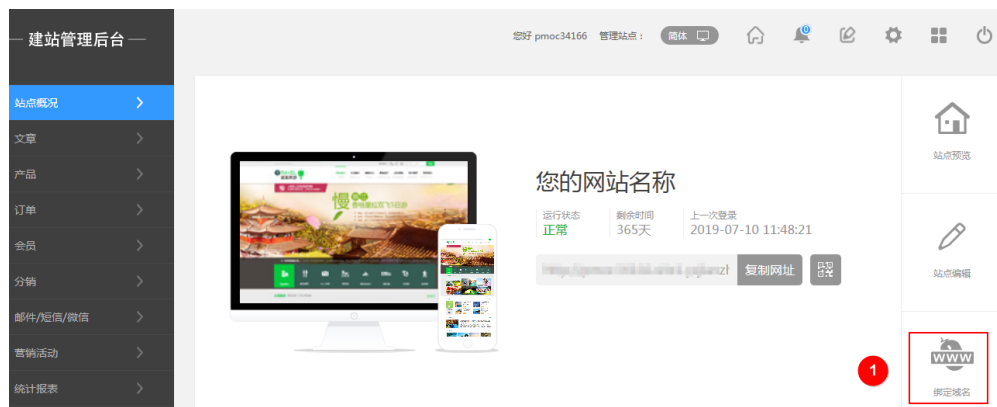 建站管理后台
您好 pmoc34166 管理站点： 简体
0
站点概况
文章
产品
订单
会员
分销
邮件/短信/微信
营销活动
统计报表
慢
您的网站名称
运行状态 剩余时间 上一次登录
正常 365天 2019-07-10 11:48:21
复制网址
站点预览
站点编辑
1
WWW
绑定域名